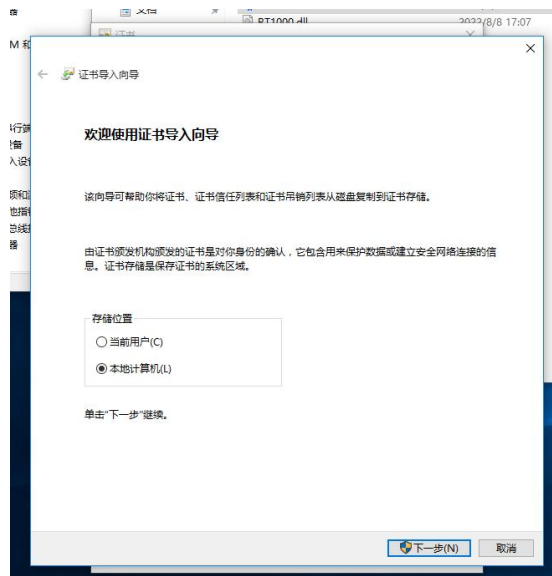 文档
RT1000.dll
2022/8/8 17:07
证书
M 和
证书导入向导
欢迎使用证书导入向导
该向导可帮助你将证书、证书信任列表和证书吊销列表从磁盘复制到证书存储。
由证书颁发机构颁发的证书是对你身份的确认，它包含用来保护数据或建立安全网络连接的信
息。证书存储是保存证书的系统区域。
存储位置
当前用户(C)
本地计算机(L)
单击"下一步"继续。
下一步(N)
取消